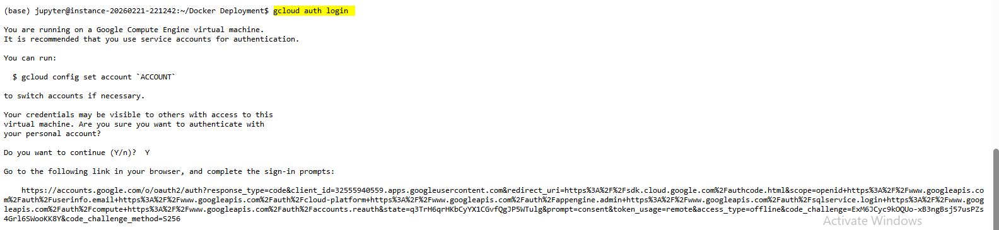 (base) jupyter@instance-20260221-221242:~/Docker Deployment$ gcloud auth login
You are running on a Google Compute Engine virtual machine.
It is recommended that you use service accounts for authentication.
You can run:
$ gcloud config set account `ACCOUNT`
to switch accounts if necessary.
Your credentials may be visible to others with access to this
virtual machine. Are you sure you want to authenticate with
your personal account?
Do you want to continue (Y/n)?  Y
Go to the following link in your browser, and complete the sign-in prompts:
https://accounts.google.com/o/oauth2/auth?response_type=code&client_id=32555940559.apps.googleusercontent.com&redirect_uri=https%3A%2F%2Fsdk.cloud.google.com%2Fauthcode.html&scope=openid+https%3A%2F%2Fwww.googleapis.co
m%2Fauth%2Fuserinfo.email+https%3A%2F%2Fwww.googleapis.com%2Fauth%2Fcloud-platform+https%3A%2F%2Fwww.googleapis.com%2Fauth%2Fappengine.admin+https%3A%2F%2Fwww.googleapis.com%2Fauth%2Fsqlservice.login+https%3A%2F%2Fwww.goog
leapis.com%2Fauth%2Fcompute+https%3A%2F%2Fwww.googleapis.com%2Fauth%2Faccounts.reauth&state=q3TrH6qrHKbCyYX1CGvfQgJP5WTulg&prompt=consent&token_usage=remote&access_type=offline&code_challenge=ExM6JCyc9kOQUo-xB3ngBsj57usPZs
4Grl6SWooKK8Y&code_challenge_method=S256
Activate Windows